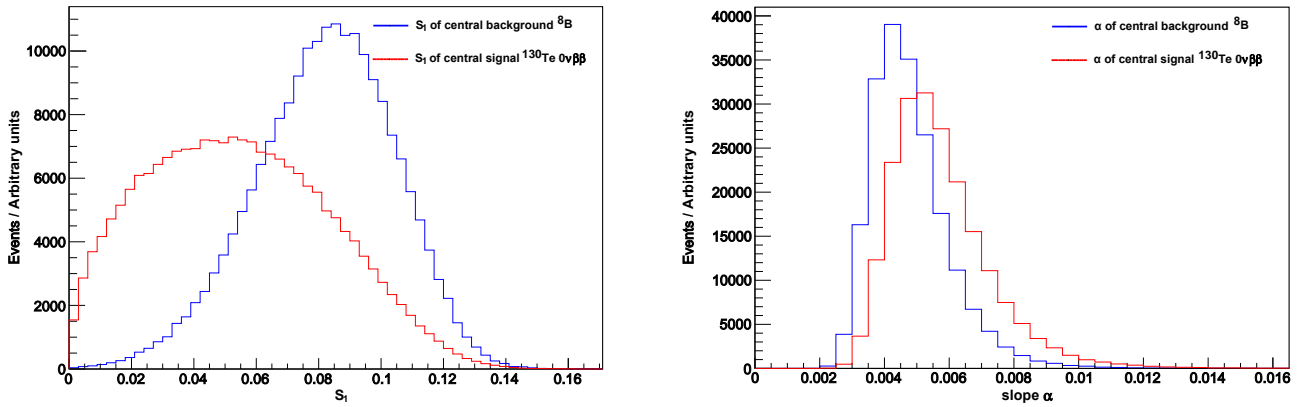 S₁ of central background ⁸B
S₁ of central signal ¹³⁰Te 0νββ
Events / Arbitrary units
10000
8000
6000
4000
2000
0
0 0.02 0.04 0.06 0.08 0.1 0.12 0.14 0.16
S₁
α of central background ⁸B
α of central signal ¹³⁰Te 0νββ
Events / Arbitrary units
40000
35000
30000
25000
20000
15000
10000
5000
0
0 0.002 0.004 0.006 0.008 0.01 0.012 0.014 0.016
slope α